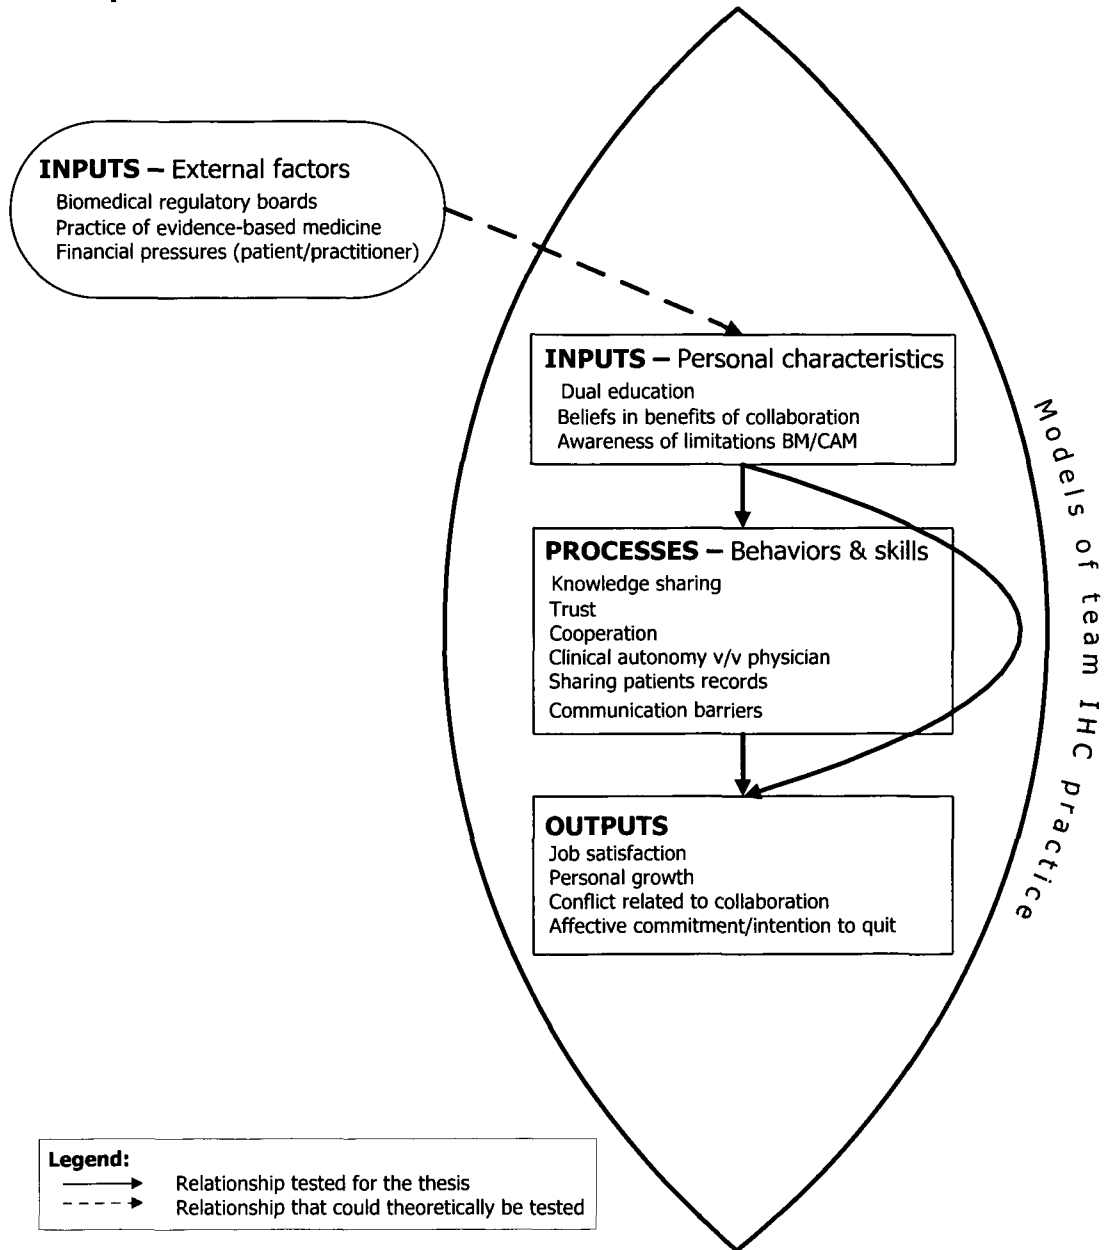 INPUTS – External factors
Biomedical regulatory boards
Practice of evidence-based medicine
Financial pressures (patient/practitioner)
INPUTS – Personal characteristics
Dual education
Beliefs in benefits of collaboration
Awareness of limitations BM/CAM
PROCESSES – Behaviors & skills
Knowledge sharing
Trust
Cooperation
Clinical autonomy v/v physician
Sharing patients records
Communication barriers
OUTPUTS
Job satisfaction
Personal growth
Conflict related to collaboration
Affective commitment/intention to quit
Models of team IHC practice
Legend:
Relationship tested for the thesis
Relationship that could theoretically be tested